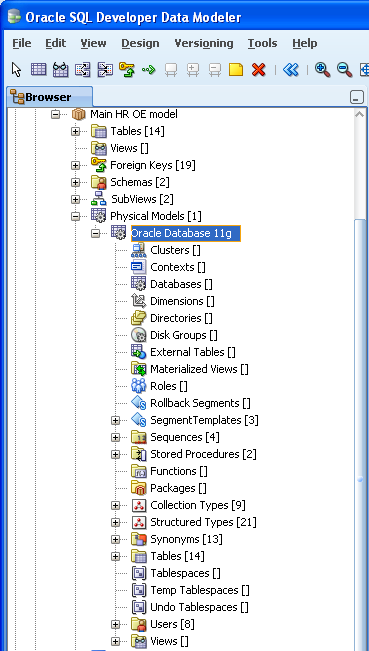 Oracle SQL Developer Data Modeler
File Edit View Design Versioning Tools Help
Browser
Main HR OE model
Tables [14]
Views []
Foreign Keys [19]
Schemas [2]
SubViews [2]
Physical Models [1]
Oracle Database 11g
Clusters []
Contexts []
Databases []
Dimensions []
Directories []
Disk Groups []
External Tables []
Materialized Views []
Roles []
Rollback Segments []
SegmentTemplates [3]
Sequences [4]
Stored Procedures [2]
Functions []
Packages []
Collection Types [9]
Structured Types [21]
Synonyms [13]
Tables [14]
Tablespaces []
Temp Tablespaces []
Undo Tablespaces []
Users [8]
Views []